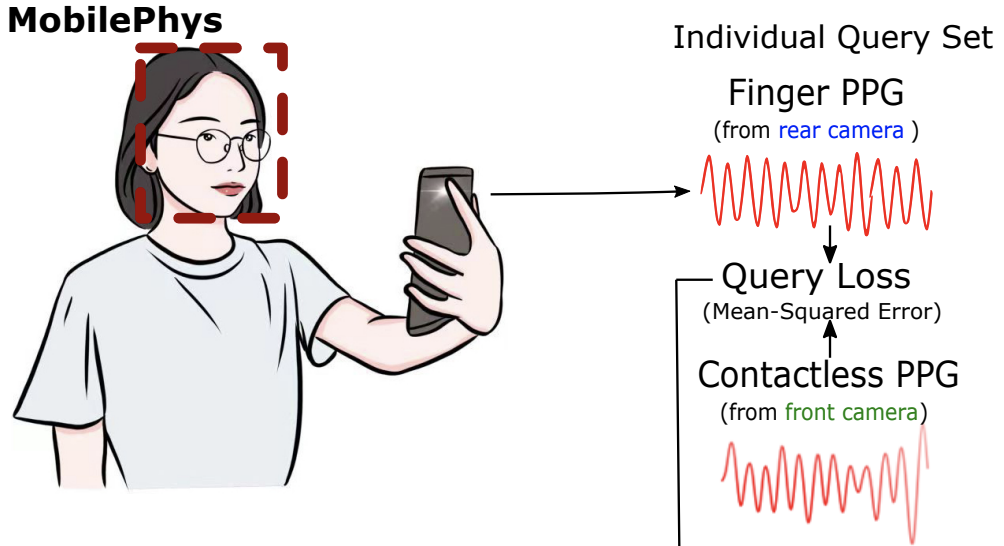 MobilePhys
Individual Query Set
Finger PPG
(from rear camera )
Query Loss
(Mean-Squared Error)
Contactless PPG
(from front camera)